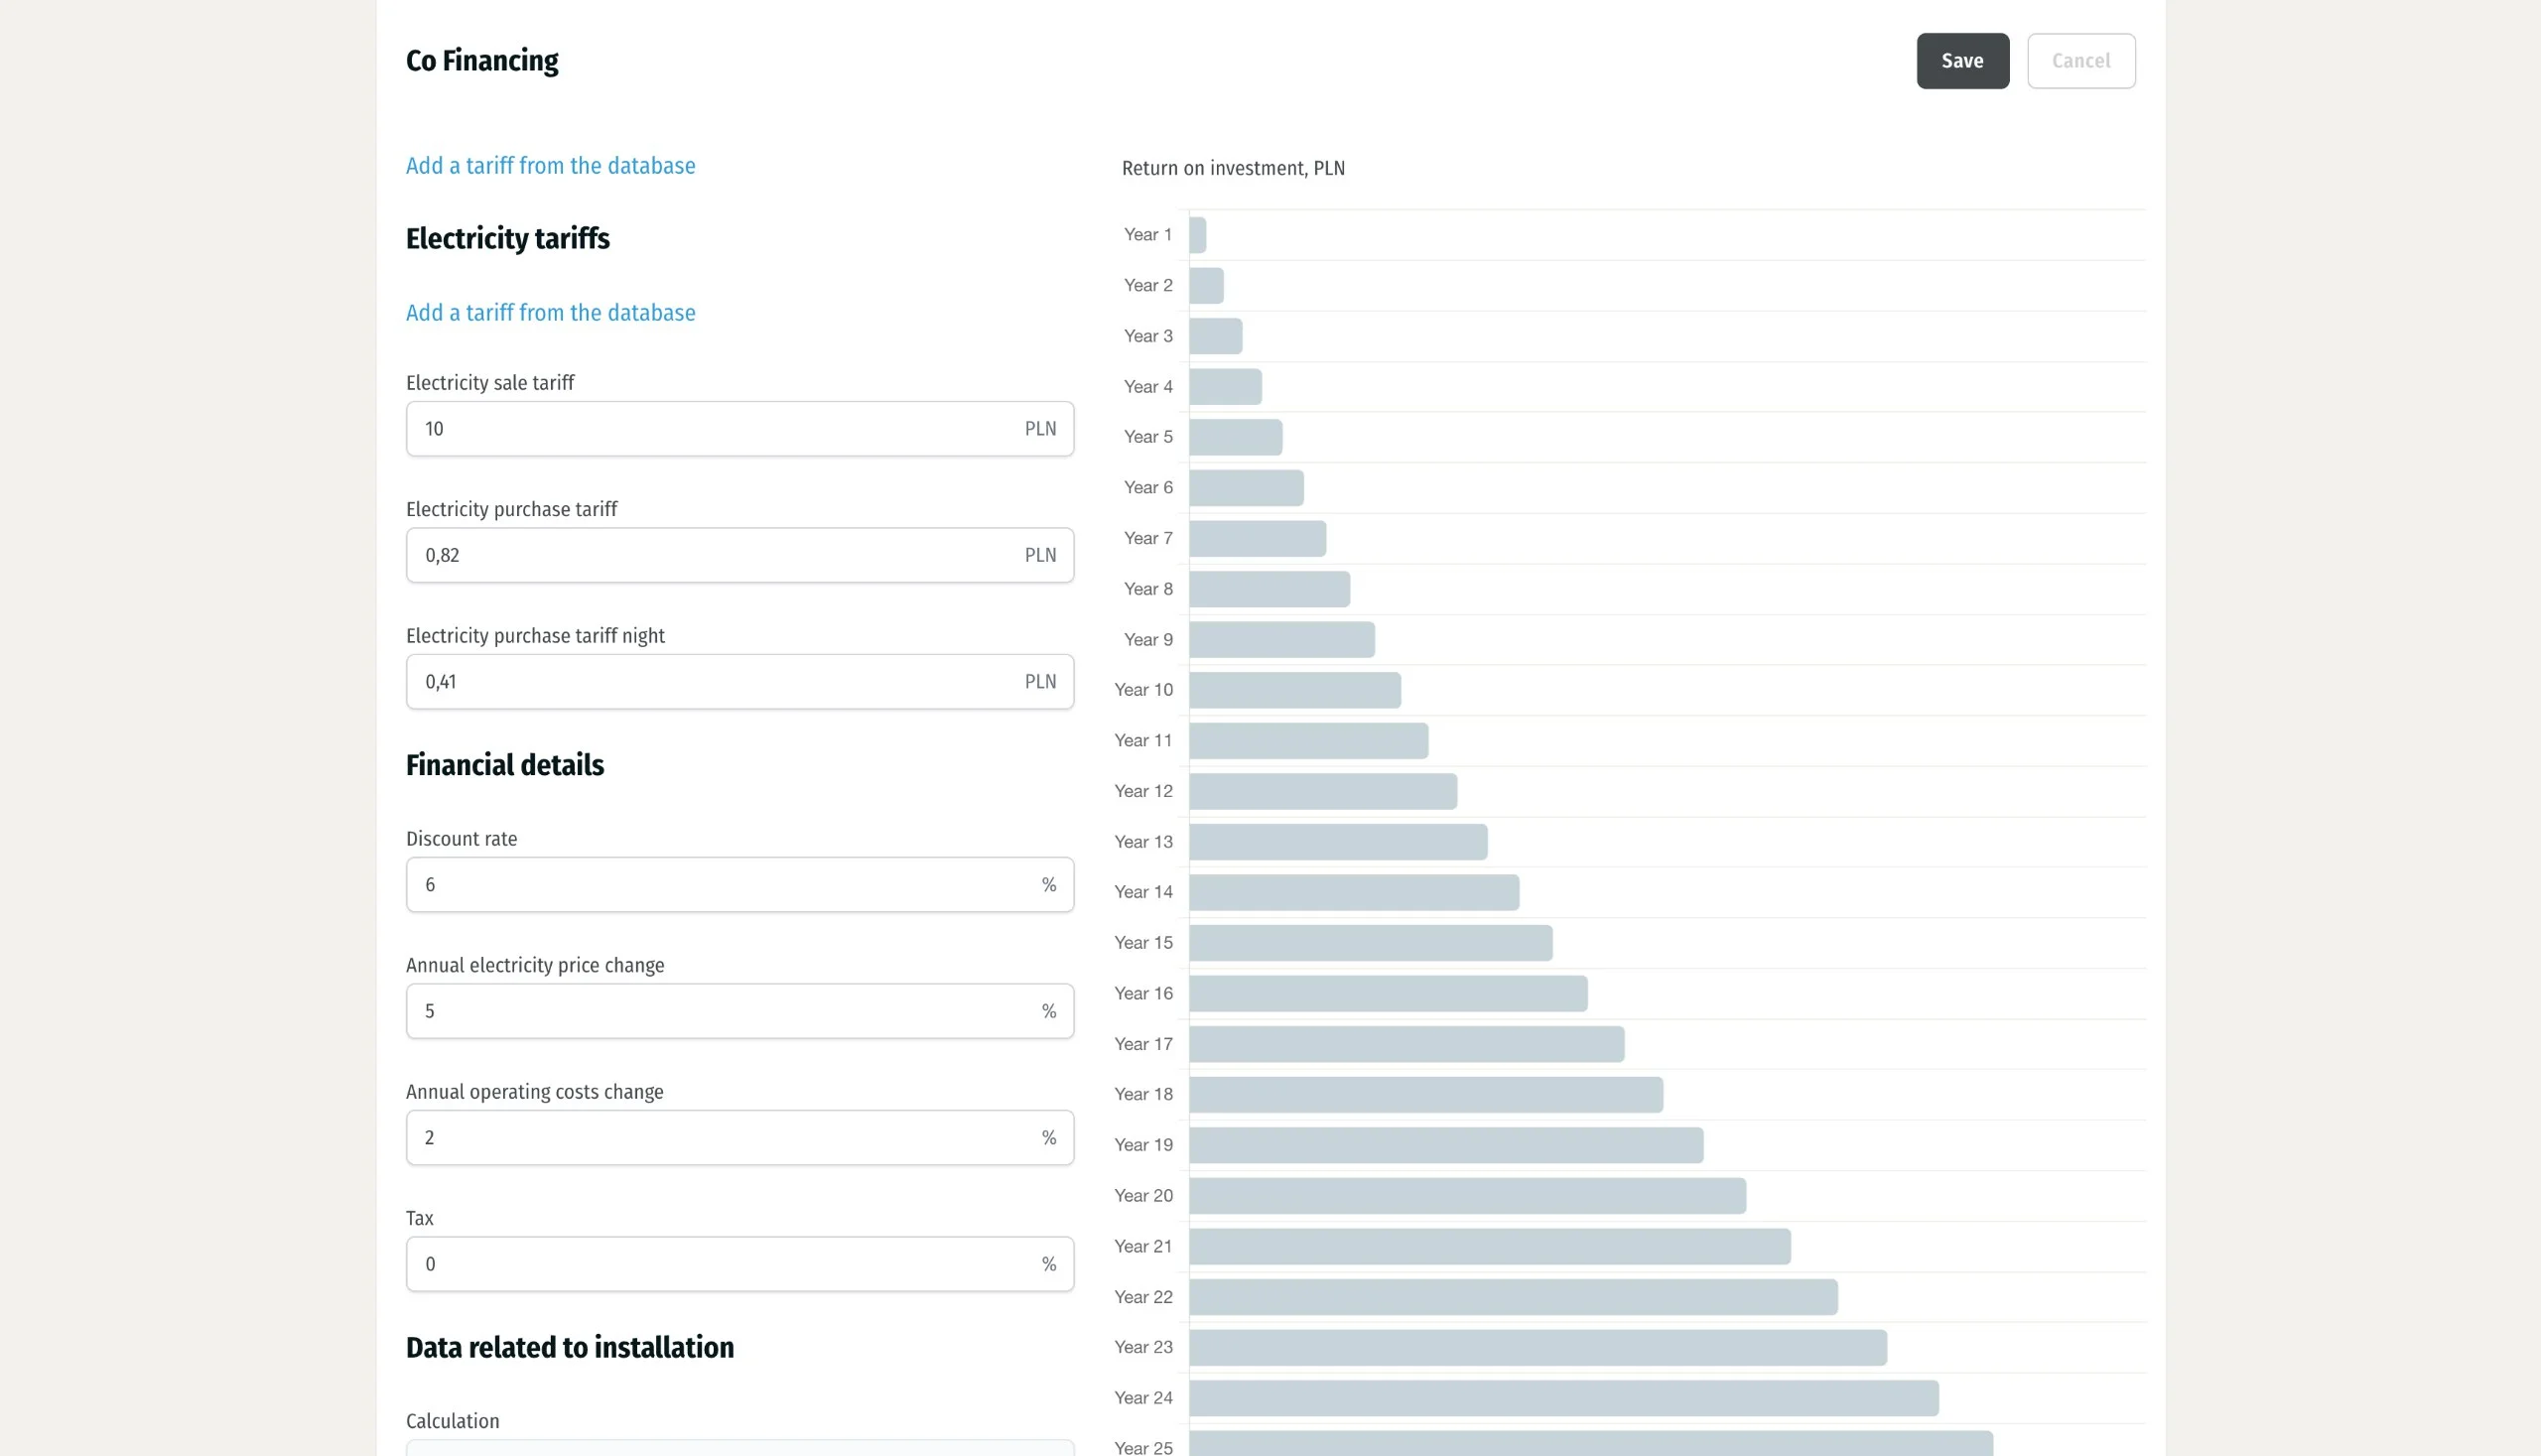 Co Financing
Save
Cancel
Add a tariff from the database
Electricity tariffs
Add a tariff from the database
Electricity sale tariff
10 PLN
Electricity purchase tariff
0,82 PLN
Electricity purchase tariff night
0,41 PLN
Financial details
Discount rate
6 %
Annual electricity price change
5 %
Annual operating costs change
2 %
Tax
0 %
Data related to installation
Calculation
Return on investment, PLN
Year 1
Year 2
Year 3
Year 4
Year 5
Year 6
Year 7
Year 8
Year 9
Year 10
Year 11
Year 12
Year 13
Year 14
Year 15
Year 16
Year 17
Year 18
Year 19
Year 20
Year 21
Year 22
Year 23
Year 24
Year 25